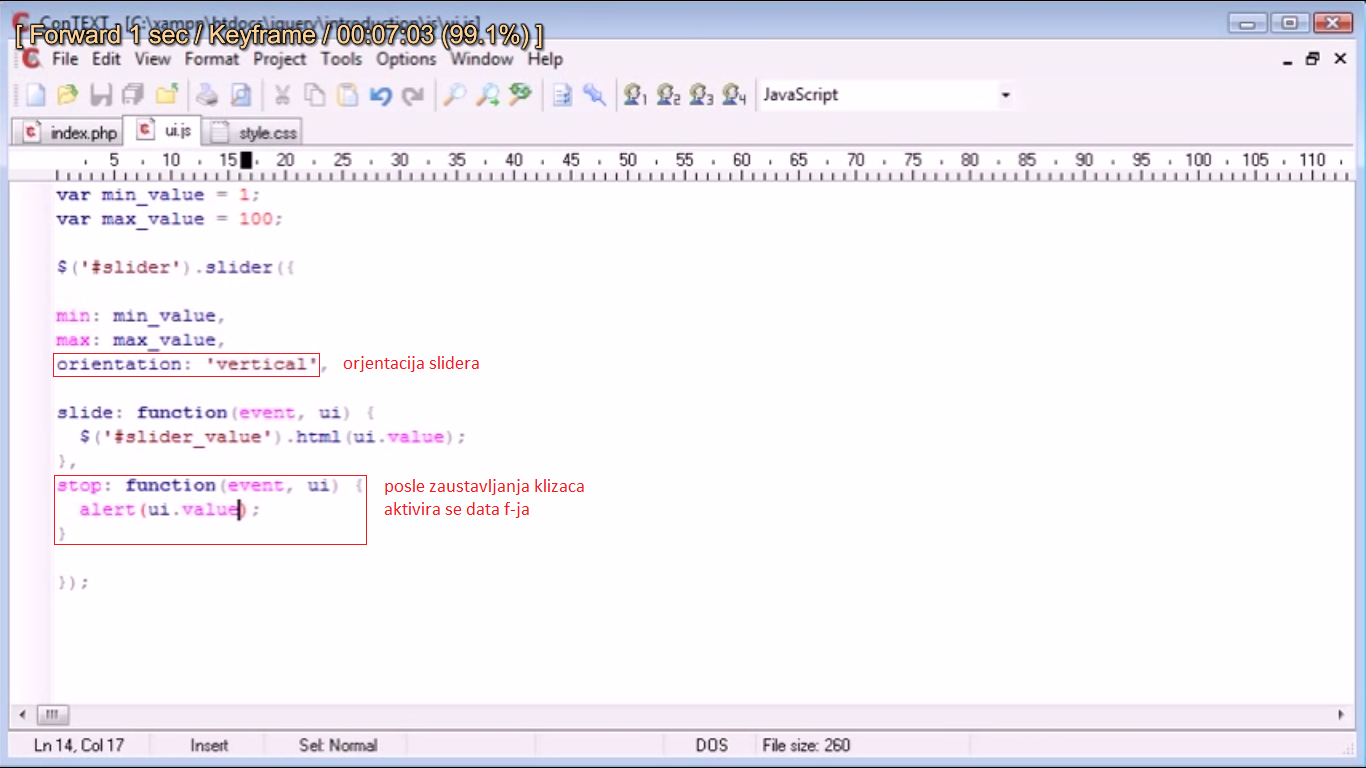 ConTEXT - [C:\xampp\htdocs\jquery\introduction\js\ui.js]
[ Forward 1 sec / Keyframe / 00:07:03 (99.1%) ]
File Edit View Format Project Tools Options Window Help
1 2 3 4 JavaScript
index.php ui.js style.css
5 10 15 20 25 30 35 40 45 50 55 60 65 70 75 80 85 90 95 100 105 110
var min_value = 1;
var max_value = 100;
$('#slider').slider({
min: min_value,
max: max_value,
orientation: 'vertical', orjentacija slidera
slide: function(event, ui) {
$('#slider_value').html(ui.value);
},
stop: function(event, ui) { posle zaustavljanja klizaca
alert(ui.value); aktivira se data f-ja
}
});
Ln 14, Col 17 Insert Sel: Normal DOS File size: 260